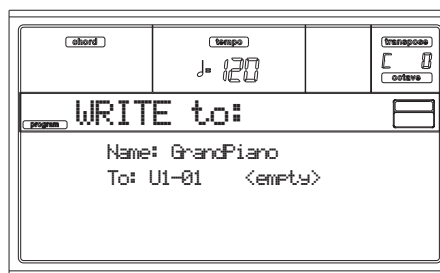 chord
tempo
transpose
♩= 120
C 0
octave
program
WRITE to:
Name: GrandPiano
To: U1-01 <empty>